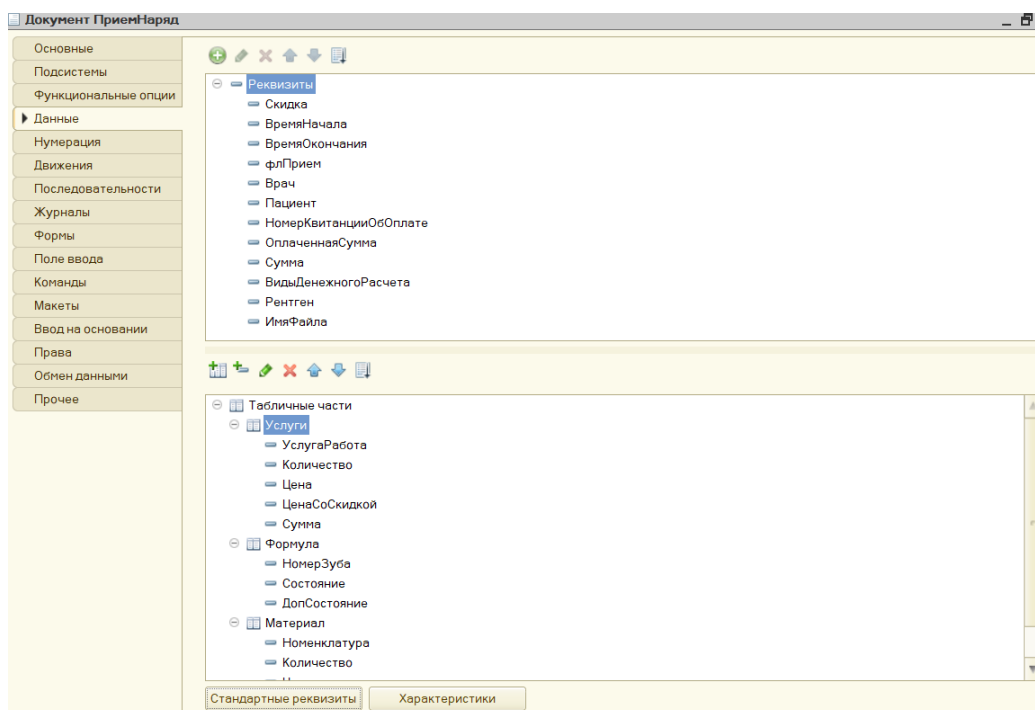 Документ ПриемНаряд
Основные
Подсистемы
Функциональные опции
Данные
Нумерация
Движения
Последовательности
Журналы
Формы
Поле ввода
Команды
Макеты
Ввод на основании
Права
Обмен данными
Прочее
Реквизиты
Скидка
ВремяНачала
ВремяОкончания
флПрием
Врач
Пациент
НомерКвитанцииОбОплате
ОплаченнаяСумма
Сумма
ВидыДенежногоРасчета
Рентген
ИмяФайла
Табличные части
Услуги
УслугаРабота
Количество
Цена
ЦенаСоСкидкой
Сумма
Формула
НомерЗуба
Состояние
ДопСостояние
Материал
Номенклатура
Количество
Стандартные реквизиты
Характеристики